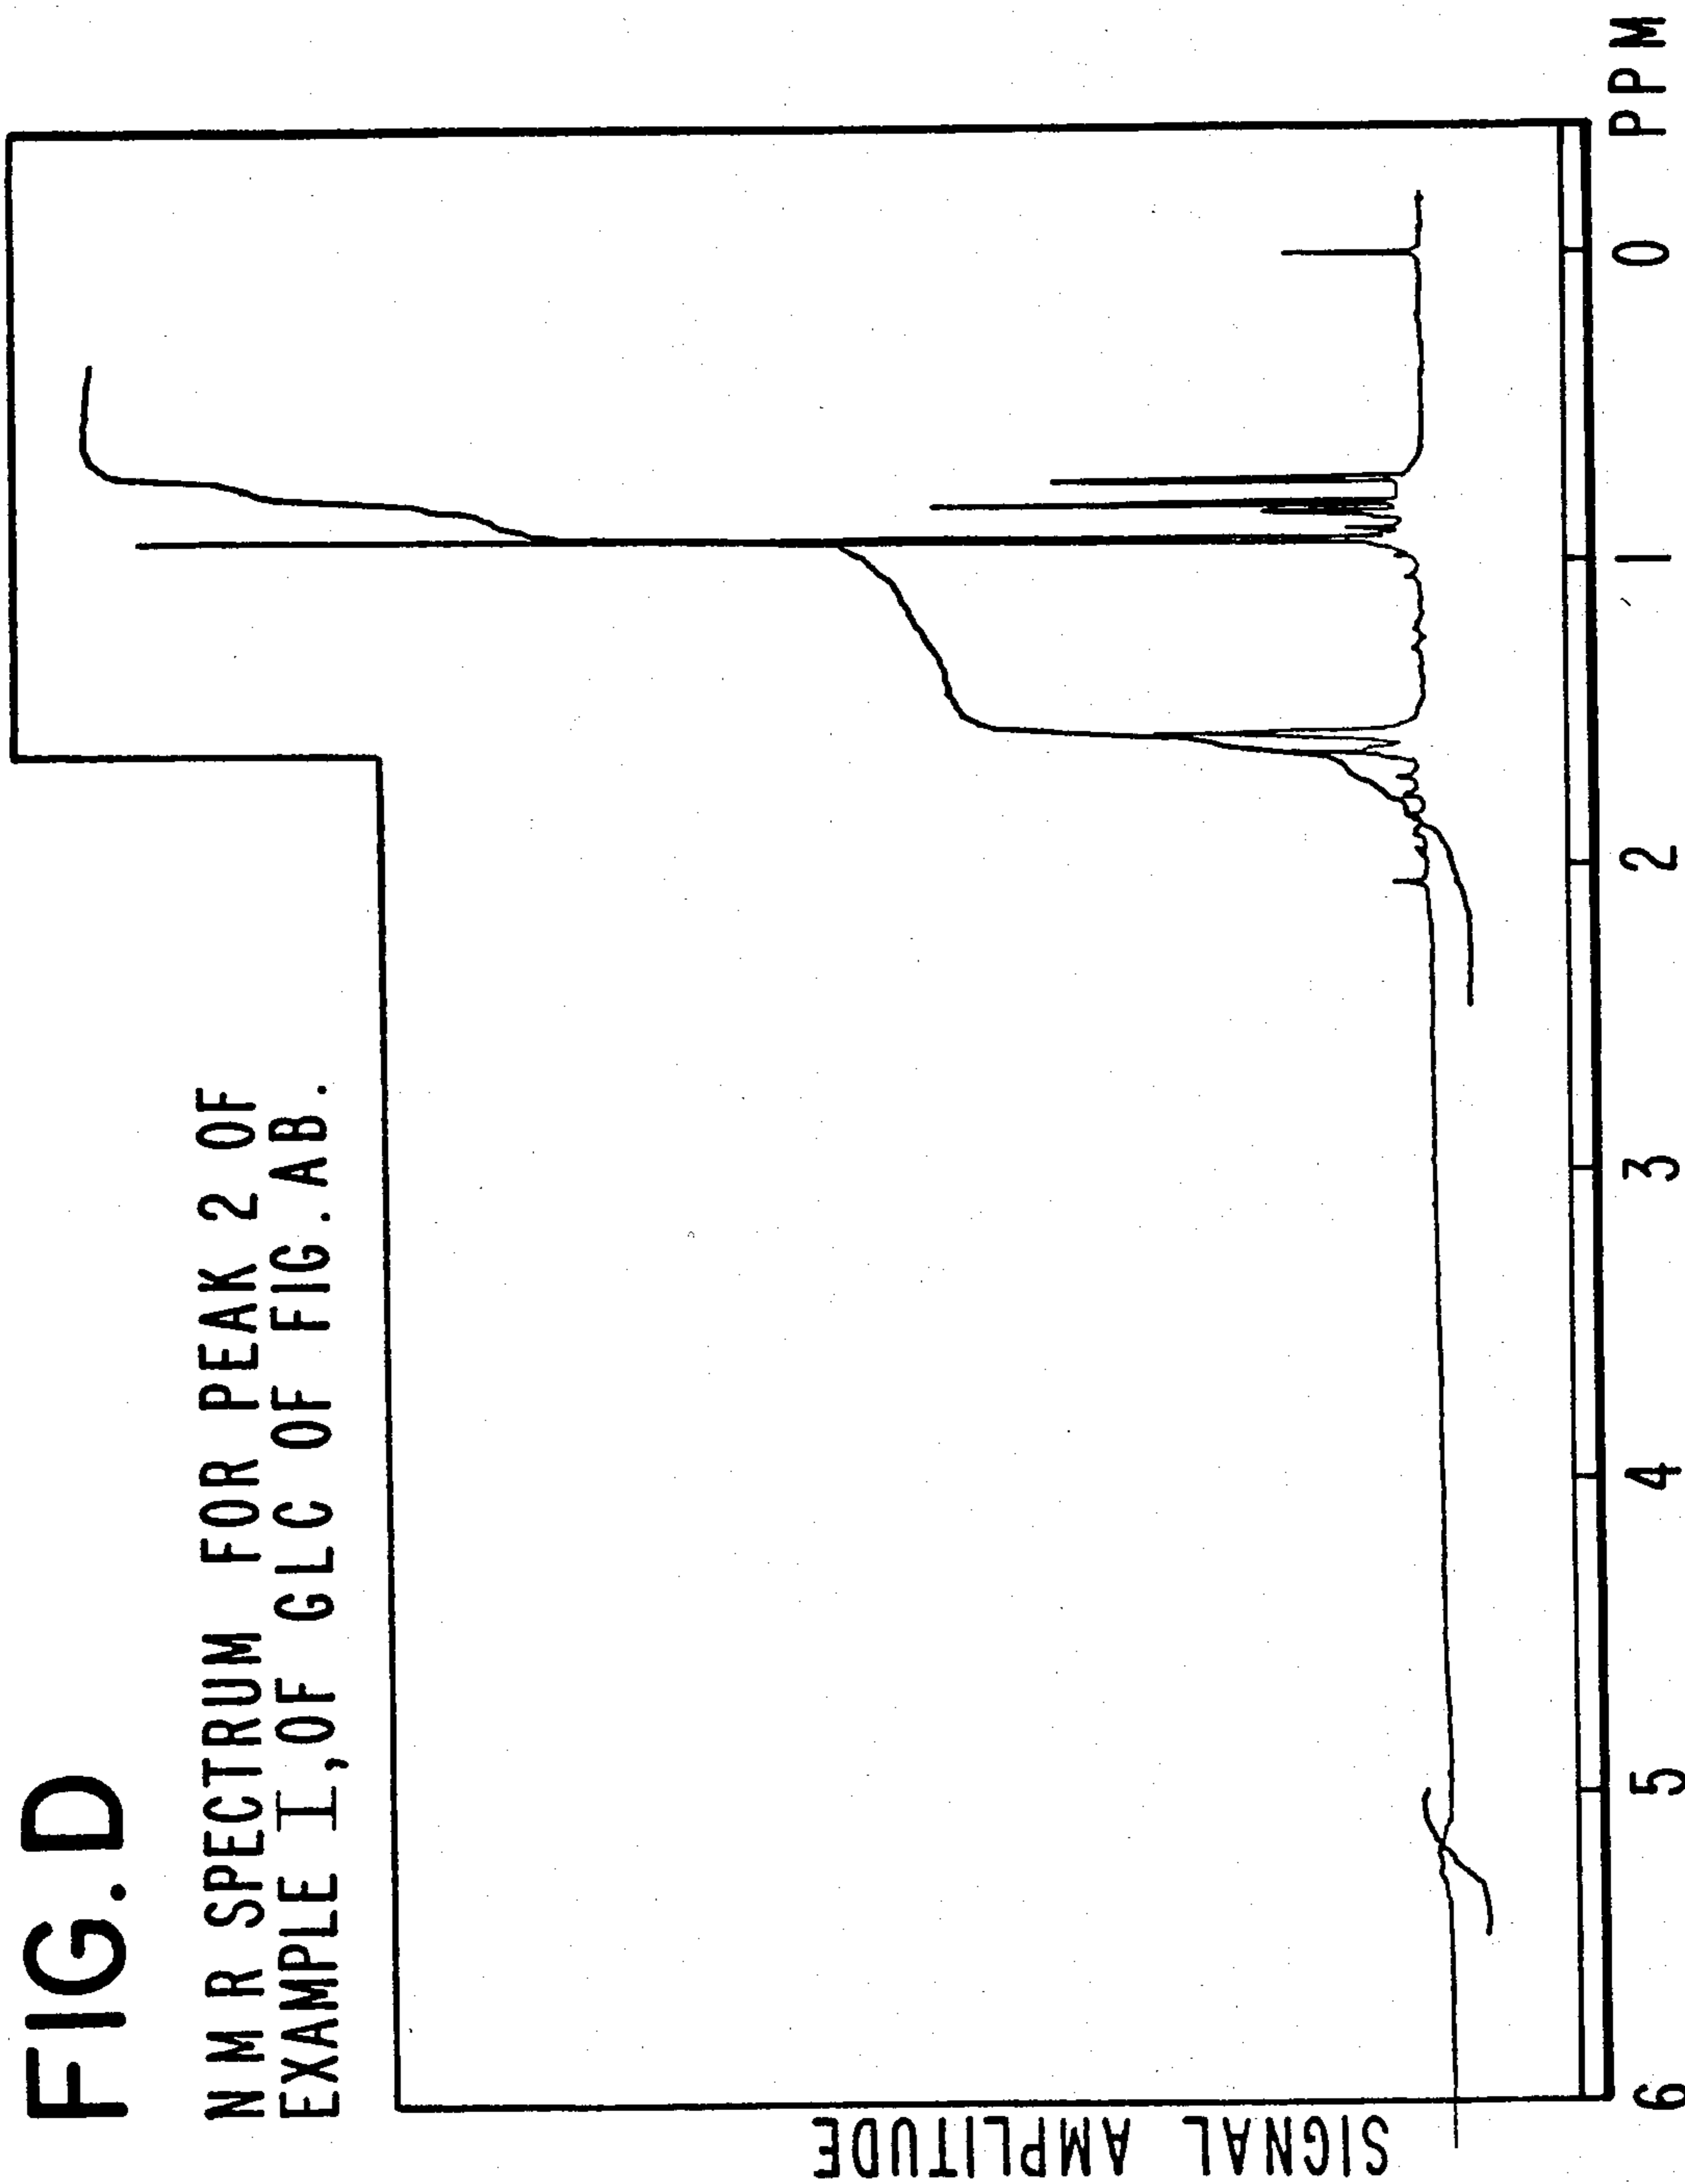 FIG. D
NMR SPECTRUM FOR PEAK 2 OF
EXAMPLE I, OF GLC OF FIG. AB.
SIGNAL AMPLITUDE
6 5 4 3 2 1 0 PPM